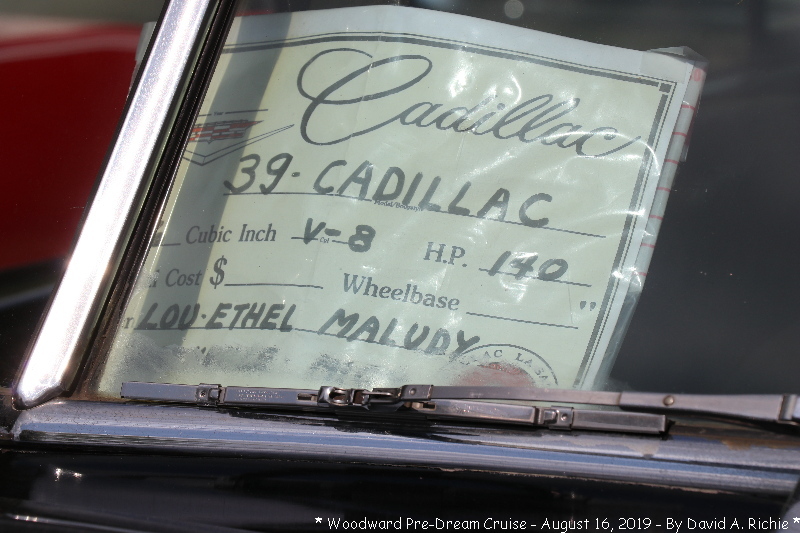 Cadillac
39- CADILLAC
Cubic Inch V-8 H.P. 140
Cost $ Wheelbase "
LOU·ETHEL MALUDY
* Woodward Pre-Dream Cruise - August 16, 2019 - By David A. Richie *